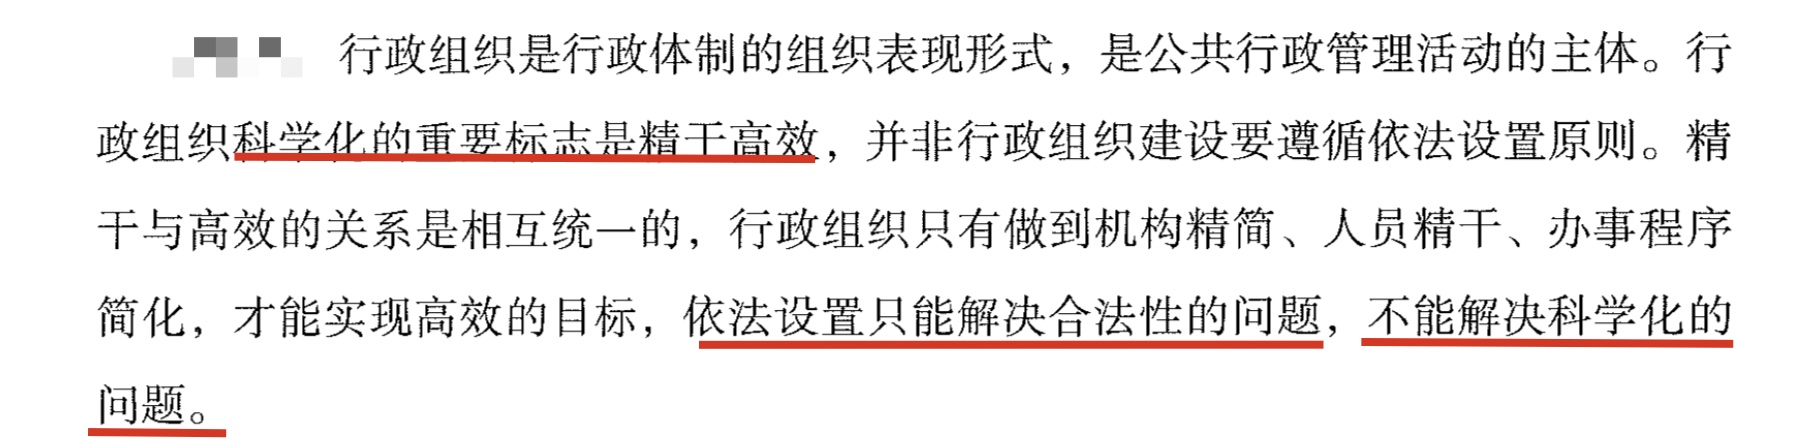 行政组织是行政体制的组织表现形式，是公共行政管理活动的主体。行
政组织科学化的重要标志是精干高效，并非行政组织建设要遵循依法设置原则。精
干与高效的关系是相互统一的，行政组织只有做到机构精简、人员精干、办事程序
简化，才能实现高效的目标，依法设置只能解决合法性的问题，不能解决科学化的
问题。